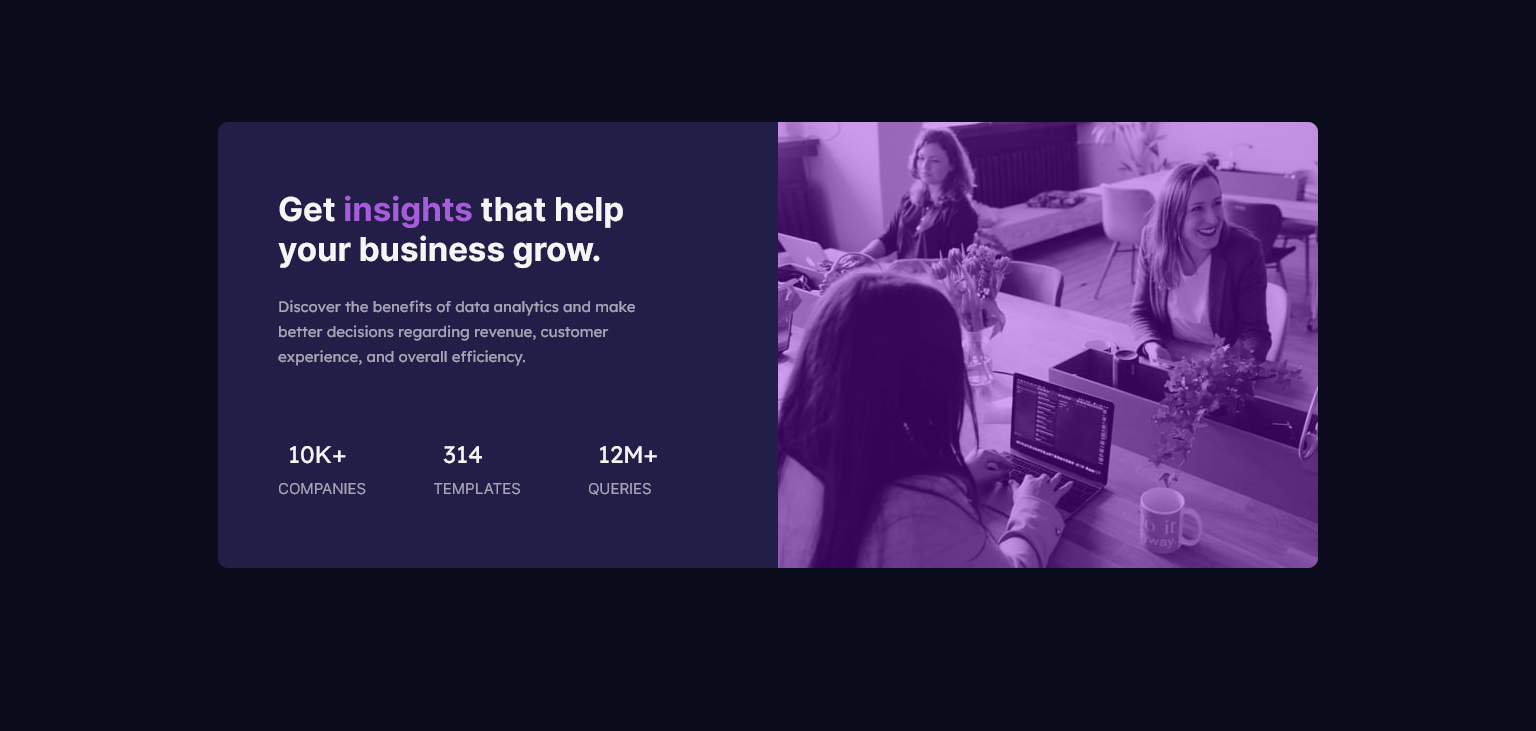 Get insights that help
your business grow.
Discover the benefits of data analytics and make
better decisions regarding revenue, customer
experience, and overall efficiency.
10K+ 314 12M+
COMPANIES TEMPLATES QUERIES